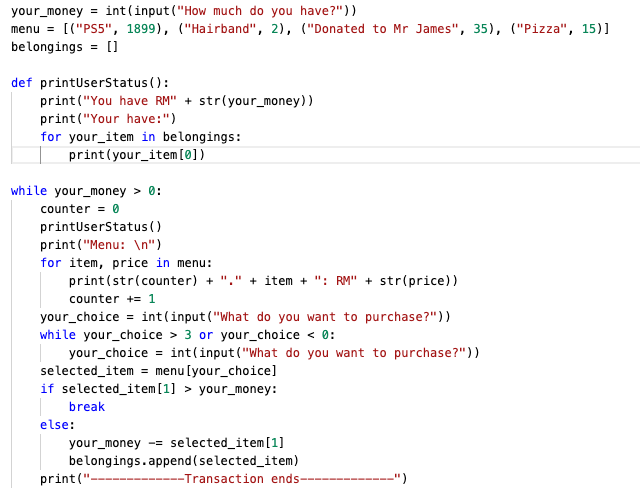 your_money = int(input("How much do you have?"))
menu = [("PS5", 1899), ("Hairband", 2), ("Donated to Mr James", 35), ("Pizza", 15)]
belongings = []

def printUserStatus():
    print("You have RM" + str(your_money))
    print("Your have:")
    for your_item in belongings:
        print(your_item[0])

while your_money > 0:
    counter = 0
    printUserStatus()
    print("Menu: \n")
    for item, price in menu:
        print(str(counter) + "." + item + ": RM" + str(price))
        counter += 1
    your_choice = int(input("What do you want to purchase?"))
    while your_choice > 3 or your_choice < 0:
        your_choice = int(input("What do you want to purchase?"))
    selected_item = menu[your_choice]
    if selected_item[1] > your_money:
        break
    else:
        your_money -= selected_item[1]
        belongings.append(selected_item)
    print("-------------Transaction ends-------------")